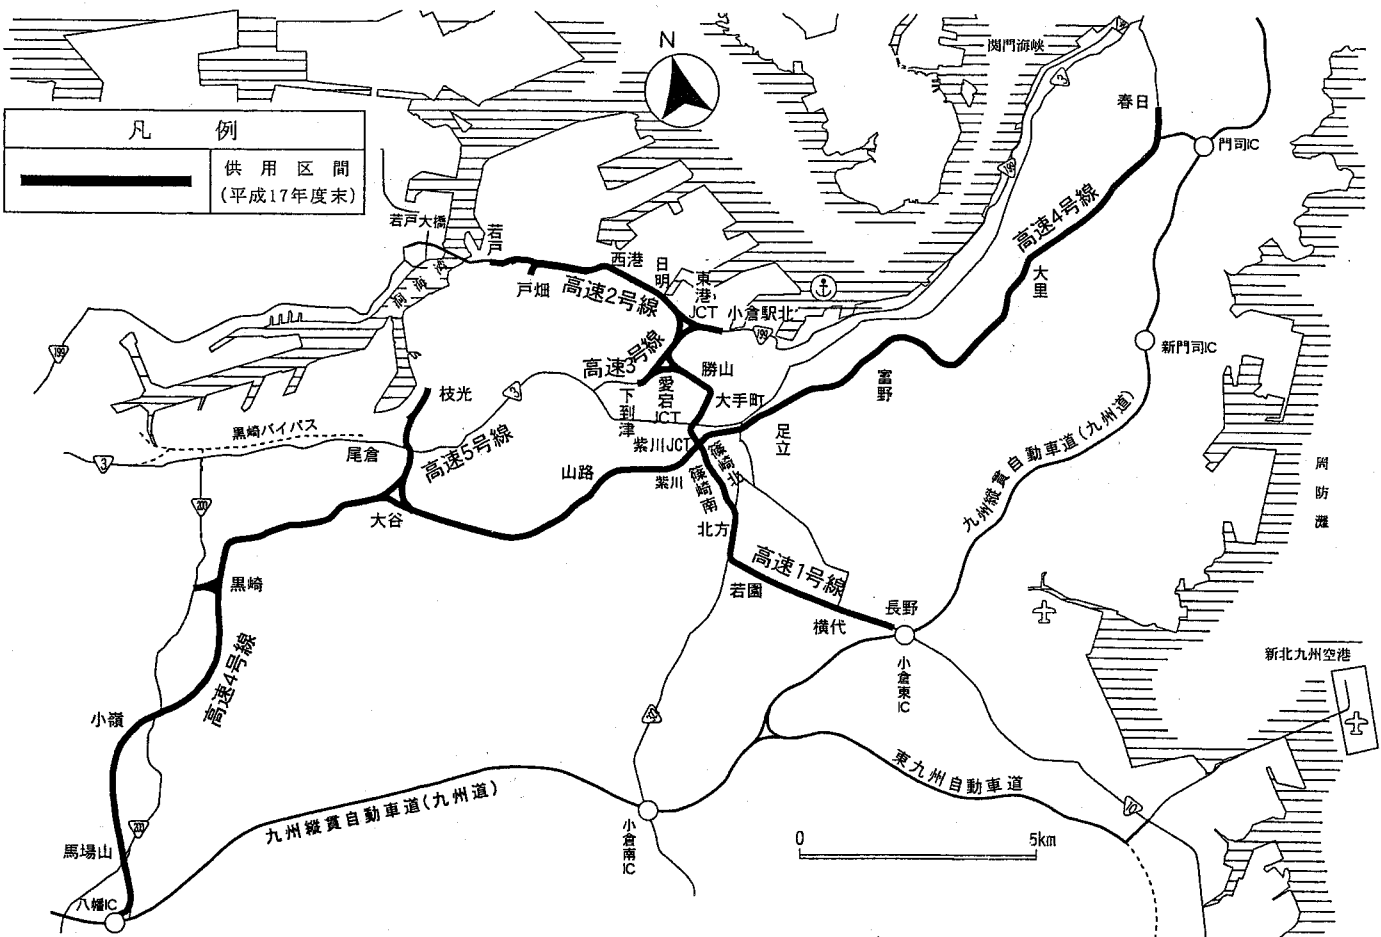 N
関門海峡
凡 例
供用区間
(平成17年度末)
春日
門司IC
2
199
高速4号線
大里
若戸大橋
若戸
洞海湾
西港
日明
東港
JCT
小倉駅北
戸畑
高速2号線
199
高速3号線
勝山
愛宕
JCT
下到津
大手町
富野
新門司IC
199
枝光
3
黒崎バイパス
尾倉
高速5号線
3
200
大谷
山路
紫川JCT
紫川
足立
篠崎北
篠崎南
北方
九州縦貫自動車道(九州道)
周防灘
黒崎
高速1号線
若園
横代
長野
小倉東IC
高速4号線
小嶺
新北九州空港
322
東九州自動車道
10
九州縦貫自動車道(九州道)
200
小倉南IC
0 5km
馬場山
八幡IC